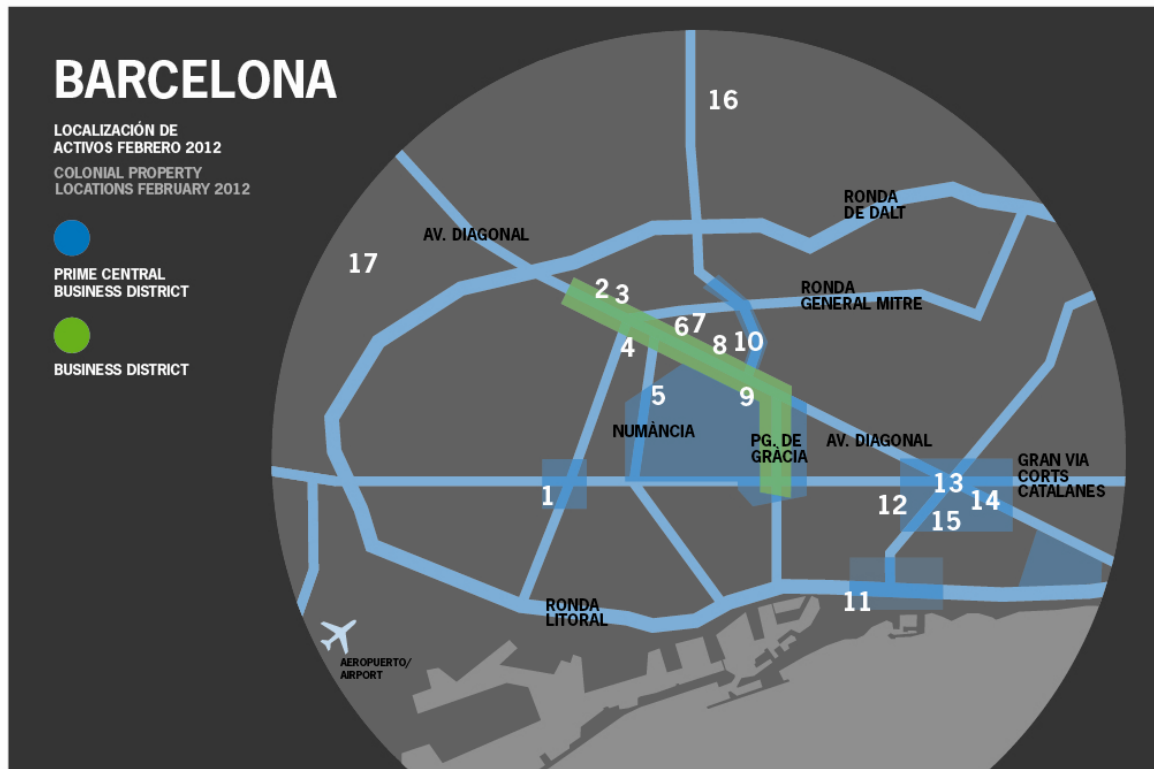 BARCELONA
LOCALIZACIÓN DE
ACTIVOS FEBRERO 2012
COLONIAL PROPERTY
LOCATIONS FEBRUARY 2012
PRIME CENTRAL
BUSINESS DISTRICT
BUSINESS DISTRICT
16
RONDA
DE DALT
AV. DIAGONAL
17
2
3
RONDA
GENERAL MITRE
6
7
4
8
10
5
9
NUMÀNCIA
PG. DE
GRÀCIA
AV. DIAGONAL
GRAN VIA
CORTS
CATALANES
1
13
12
14
15
11
RONDA
LITORAL
AEROPUERTO/
AIRPORT